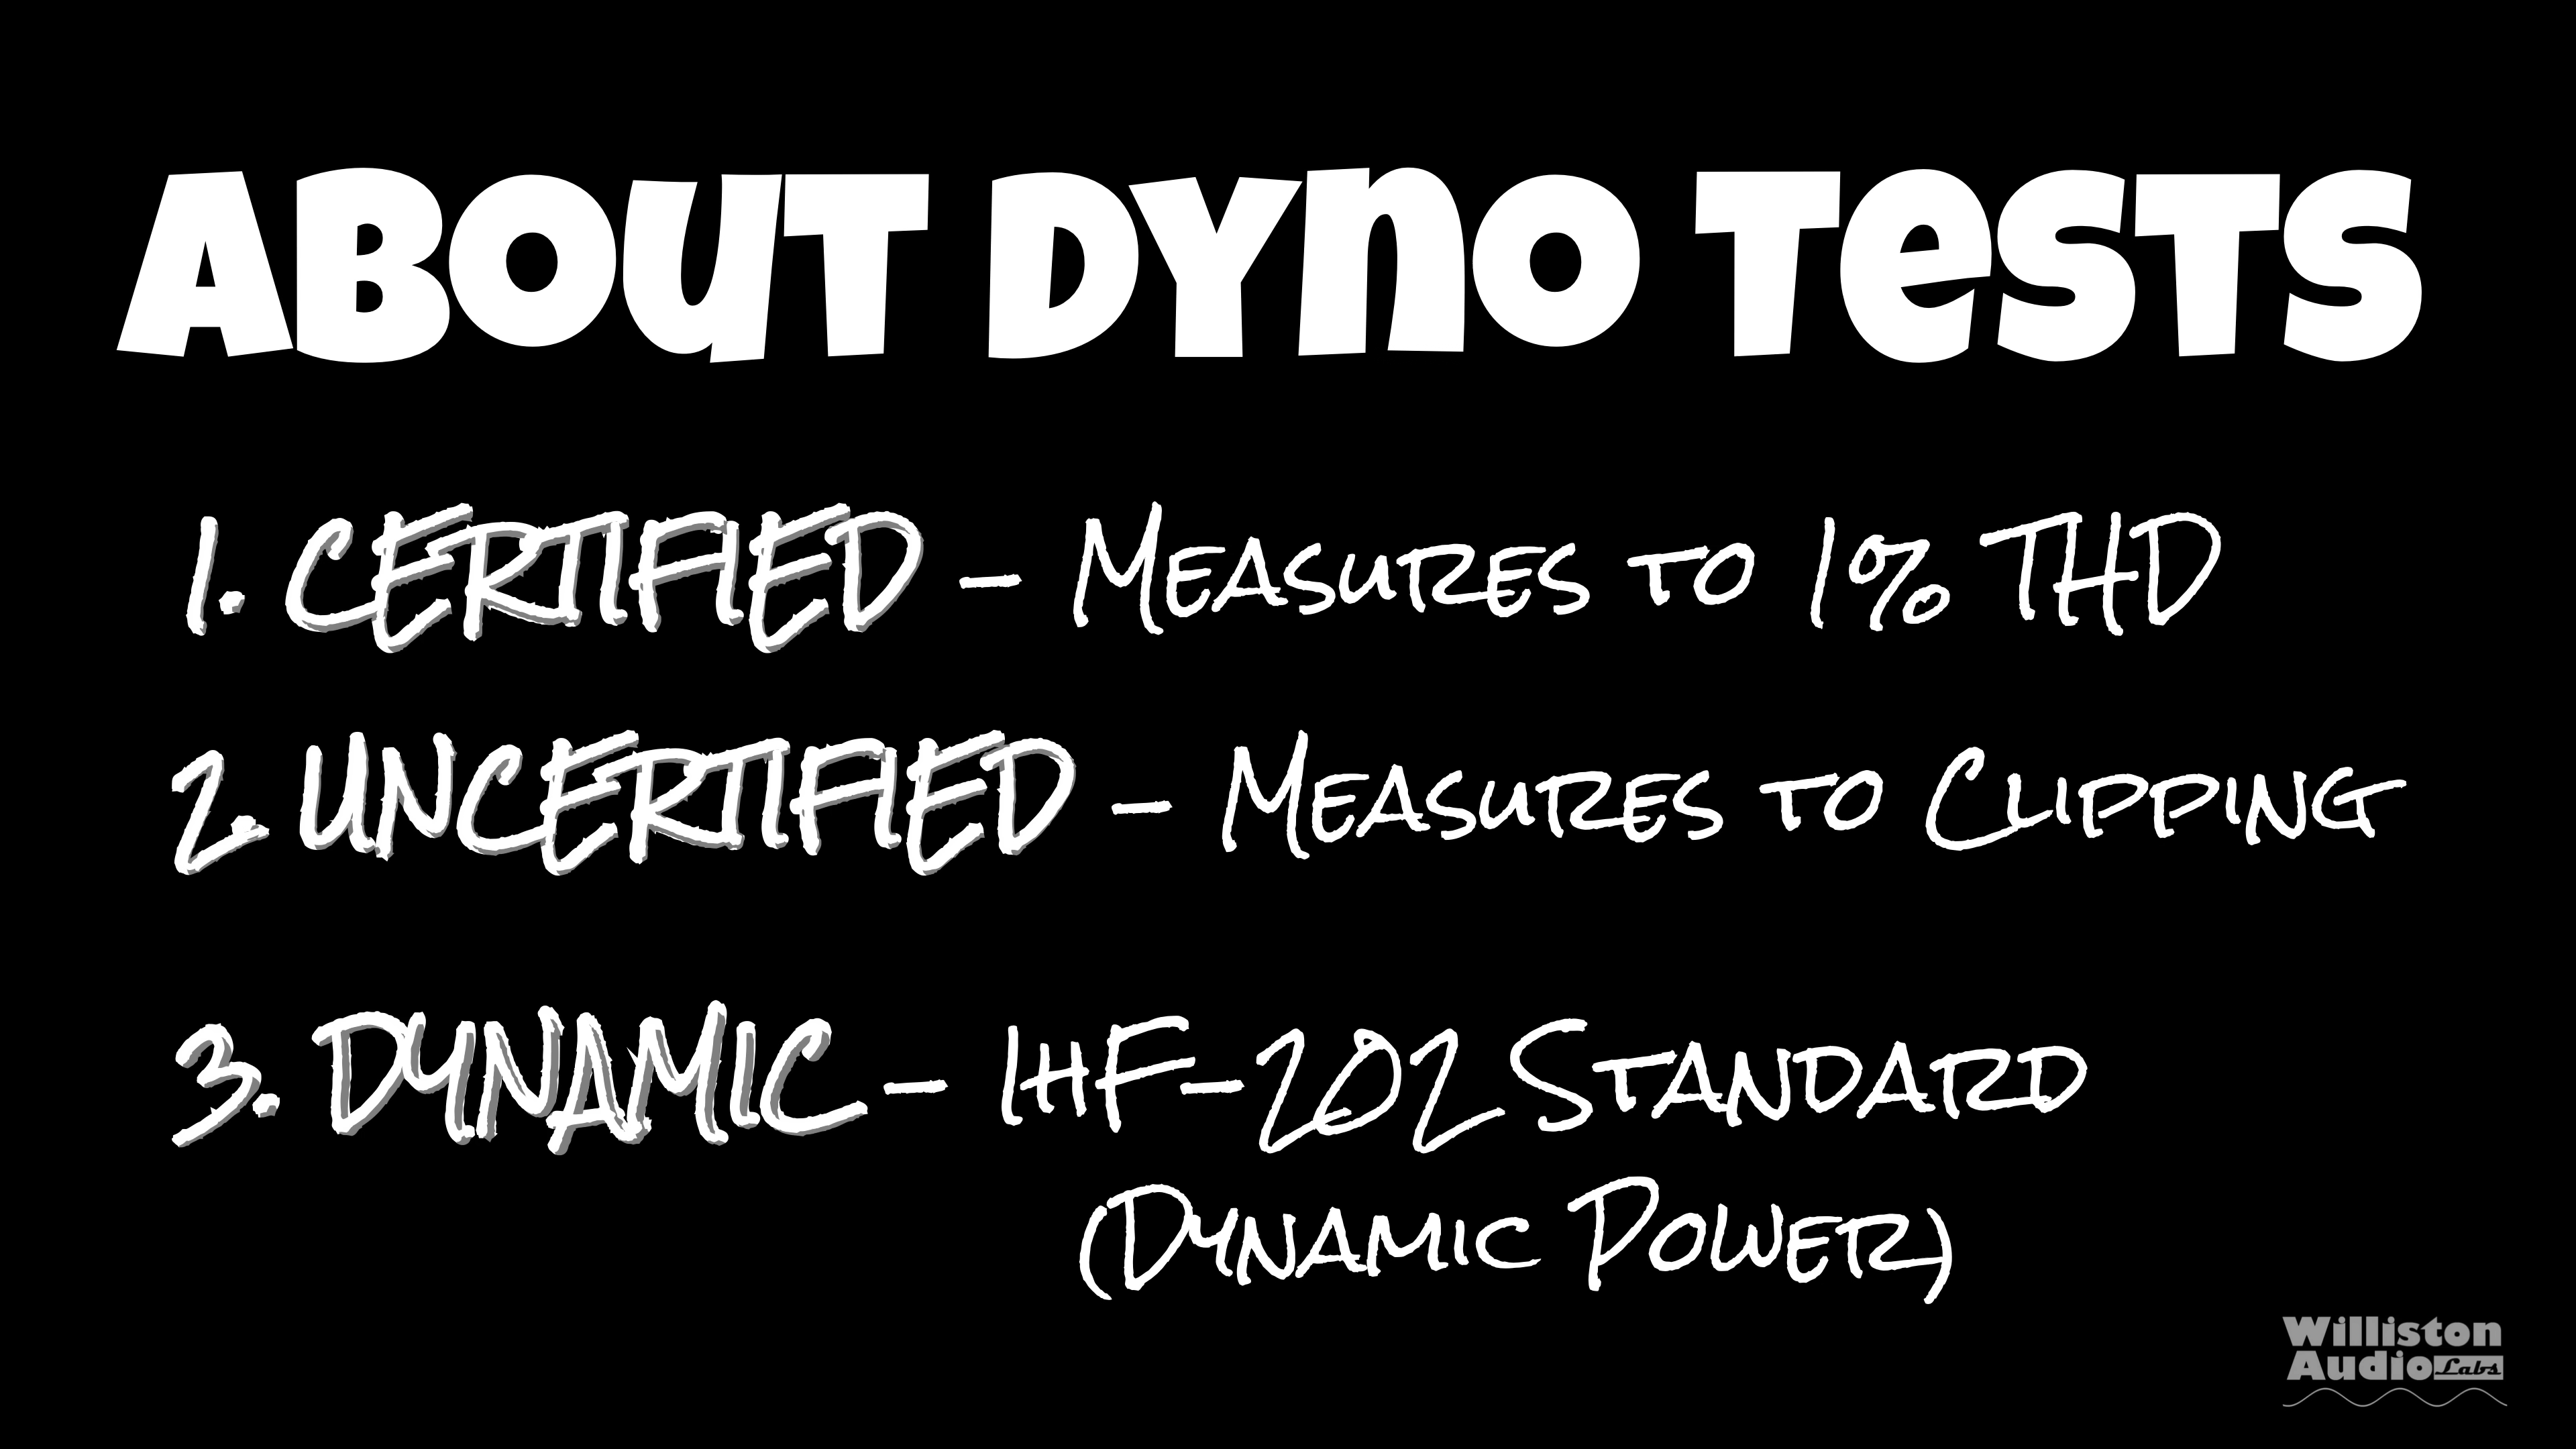 ABOUT DYNO TESTS
1. CERTIFIED - MEASURES TO 1% THD
2. UNCERTIFIED - MEASURES TO CLIPPING
3. DYNAMIC - IHF-202 STANDARD
(DYNAMIC POWER)
Williston
Audio Labs